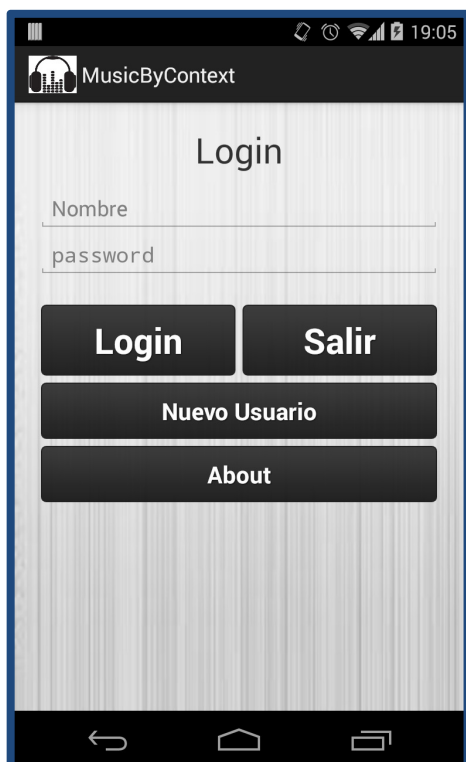 19:05
MusicByContext
Login
Nombre
password
Login Salir
Nuevo Usuario
About